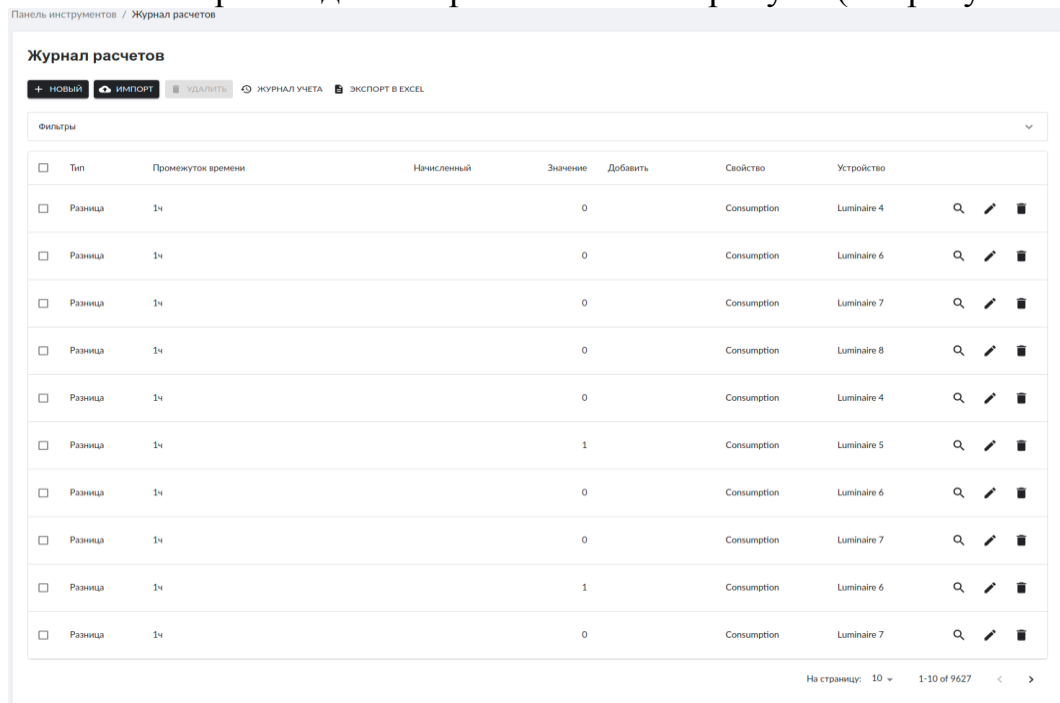 Панель инструментов / Журнал расчетов
Журнал расчетов
+ НОВЫЙ ИМПОРТ УДАЛИТЬ ЖУРНАЛ УЧЕТА ЭКСПОРТ В EXCEL
Фильтры
Тип Промежуток времени Начисленный Значение Добавить Свойство Устройство
Разница 1ч 0 Consumption Luminaire 4
Разница 1ч 0 Consumption Luminaire 6
Разница 1ч 0 Consumption Luminaire 7
Разница 1ч 0 Consumption Luminaire 8
Разница 1ч 0 Consumption Luminaire 4
Разница 1ч 1 Consumption Luminaire 5
Разница 1ч 0 Consumption Luminaire 6
Разница 1ч 0 Consumption Luminaire 7
Разница 1ч 1 Consumption Luminaire 6
Разница 1ч 0 Consumption Luminaire 7
На страницу: 10 1-10 of 9627